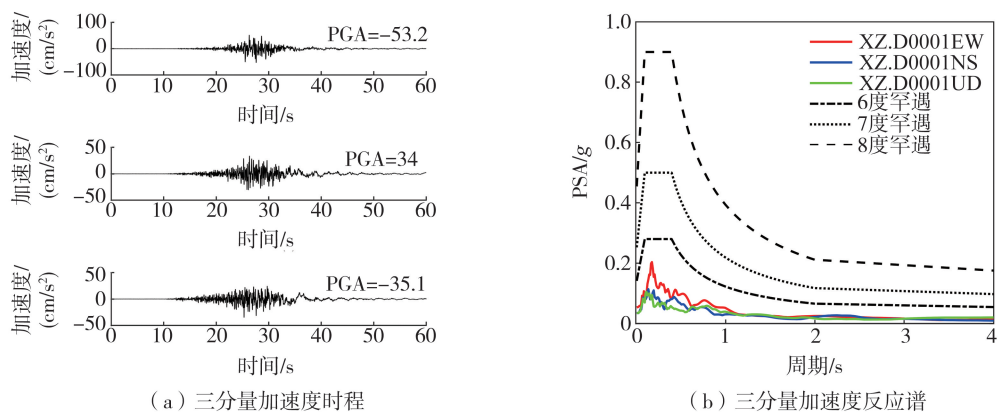 加速度/
(cm/s²)
100
0
−100
PGA=−53.2
0 10 20 30 40 50 60
时间/s
加速度/
(cm/s²)
50
0
−50
PGA=34
0 10 20 30 40 50 60
时间/s
加速度/
(cm/s²)
50
0
−50
PGA=−35.1
0 10 20 30 40 50 60
时间/s
(a)三分量加速度时程
PSA/g
1.0
0.8
0.6
0.4
0.2
0
XZ.D0001EW
XZ.D0001NS
XZ.D0001UD
6度罕遇
7度罕遇
8度罕遇
0 1 2 3 4
周期/s
(b)三分量加速度反应谱